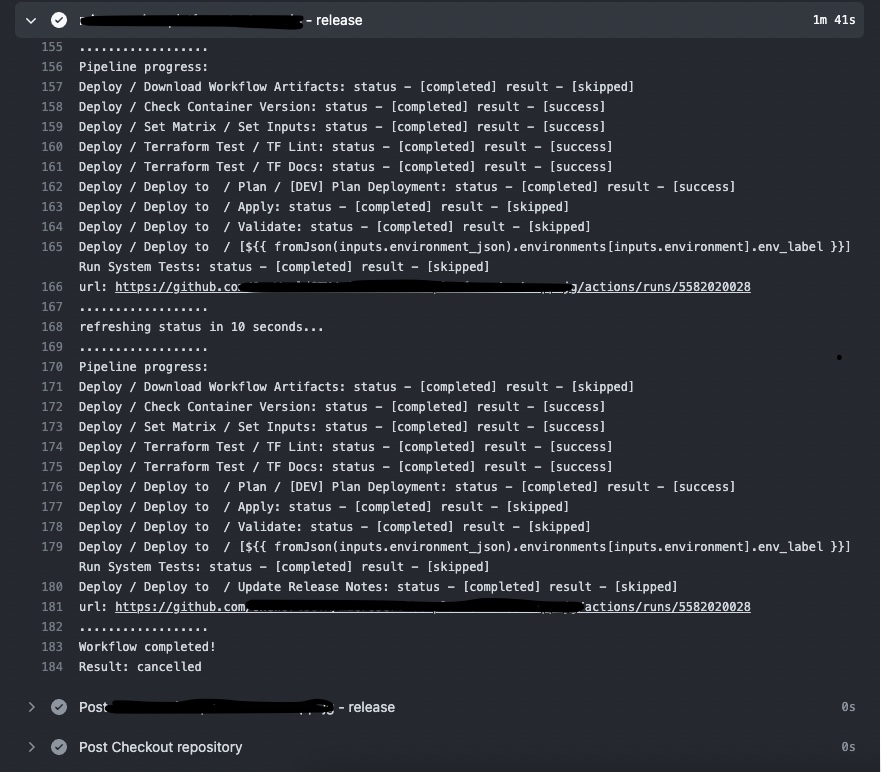 - release 1m 41s
155 ..................
156 Pipeline progress:
157 Deploy / Download Workflow Artifacts: status - [completed] result - [skipped]
158 Deploy / Check Container Version: status - [completed] result - [success]
159 Deploy / Set Matrix / Set Inputs: status - [completed] result - [success]
160 Deploy / Terraform Test / TF Lint: status - [completed] result - [success]
161 Deploy / Terraform Test / TF Docs: status - [completed] result - [success]
162 Deploy / Deploy to  / Plan / [DEV] Plan Deployment: status - [completed] result - [success]
163 Deploy / Deploy to  / Apply: status - [completed] result - [skipped]
164 Deploy / Deploy to  / Validate: status - [completed] result - [skipped]
165 Deploy / Deploy to  / [${{ fromJson(inputs.environment_json).environments[inputs.environment].env_label }}]
Run System Tests: status - [completed] result - [skipped]
166 url: https://github.co g/actions/runs/5582020028
167 ..................
168 refreshing status in 10 seconds...
169 ..................
170 Pipeline progress:
171 Deploy / Download Workflow Artifacts: status - [completed] result - [skipped]
172 Deploy / Check Container Version: status - [completed] result - [success]
173 Deploy / Set Matrix / Set Inputs: status - [completed] result - [success]
174 Deploy / Terraform Test / TF Lint: status - [completed] result - [success]
175 Deploy / Terraform Test / TF Docs: status - [completed] result - [success]
176 Deploy / Deploy to  / Plan / [DEV] Plan Deployment: status - [completed] result - [success]
177 Deploy / Deploy to  / Apply: status - [completed] result - [skipped]
178 Deploy / Deploy to  / Validate: status - [completed] result - [skipped]
179 Deploy / Deploy to  / [${{ fromJson(inputs.environment_json).environments[inputs.environment].env_label }}]
Run System Tests: status - [completed] result - [skipped]
180 Deploy / Deploy to  / Update Release Notes: status - [completed] result - [skipped]
181 url: https://github.com/ actions/runs/5582020028
182 ..................
183 Workflow completed!
184 Result: cancelled
Post - release 0s
Post Checkout repository 0s